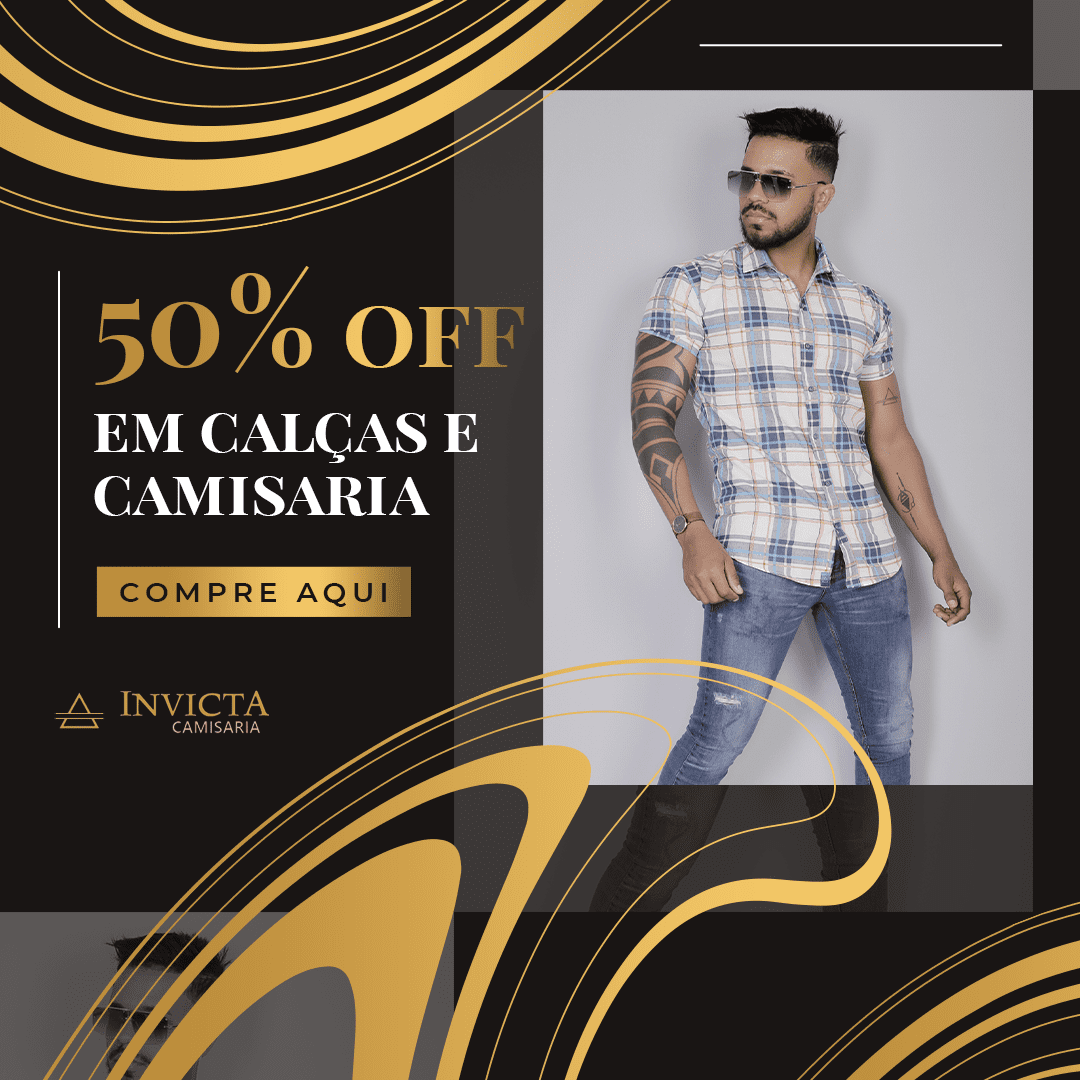 50% OFF
EM CALÇAS E
CAMISARIA
COMPRE AQUI
INVICTA
CAMISARIA